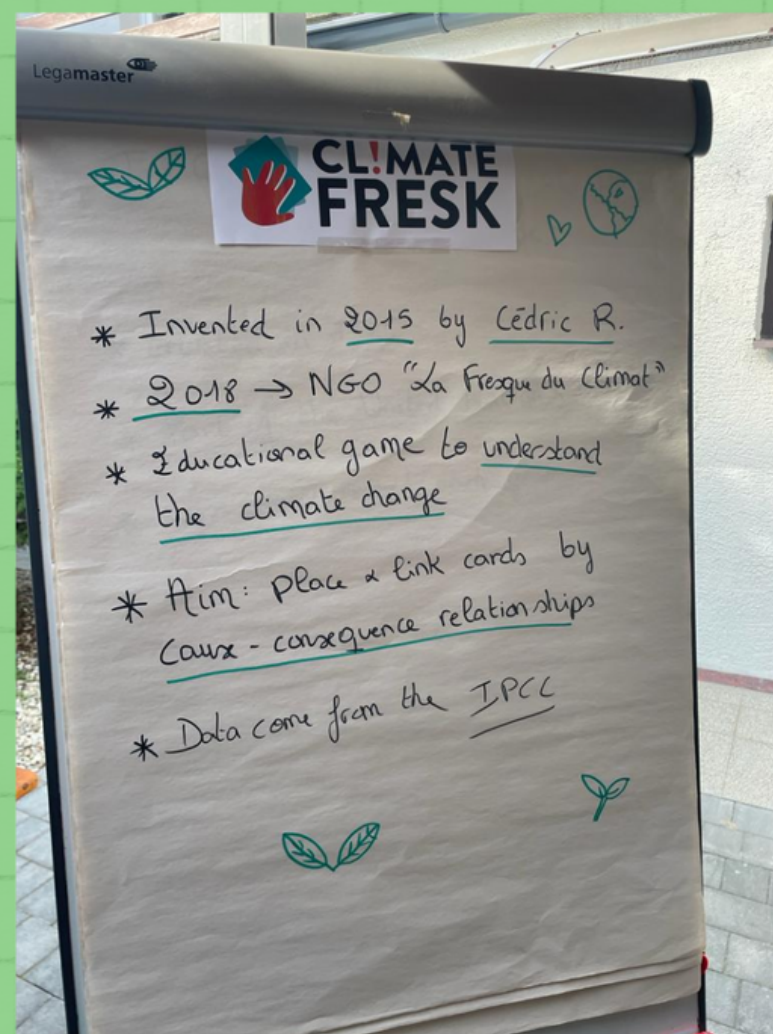 Legamaster
CL!MATE
FRESK
* Invented in 2015 by Cédric R.
* 2018 → NGO "La Fresque du Climat"
* Educational game to understand
the climate change
* Aim: place & link cards by
cause - consequence relationships
* Data come from the IPCC